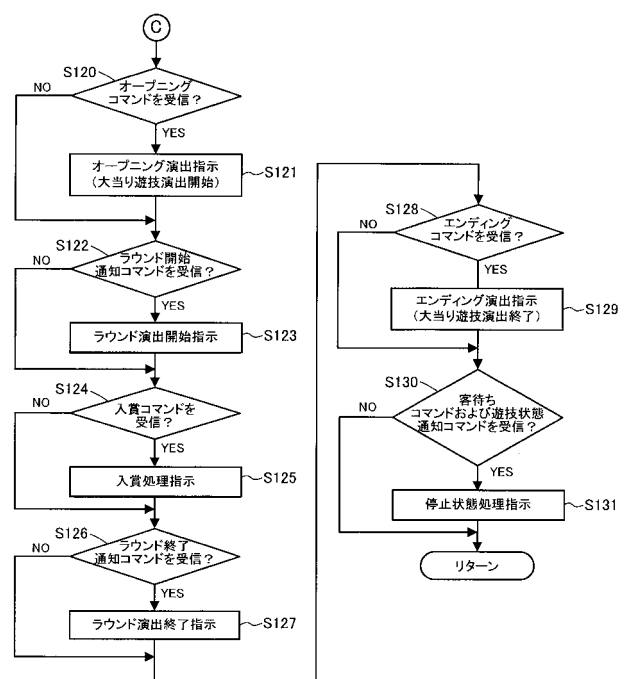 C
S120
オープニング
コマンドを受信？
NO
YES
オープニング演出指示
（大当り遊技演出開始）
S121
S122
ラウンド開始
通知コマンドを受信？
NO
YES
ラウンド演出開始指示
S123
S124
入賞コマンドを
受信？
NO
YES
入賞処理指示
S125
S126
ラウンド終了
通知コマンドを受信？
NO
YES
ラウンド演出終了指示
S127
S128
エンディング
コマンドを受信？
NO
YES
エンディング演出指示
（大当り遊技演出終了）
S129
S130
客待ち
コマンドおよび遊技状態
通知コマンドを受信？
NO
YES
停止状態処理指示
S131
リターン